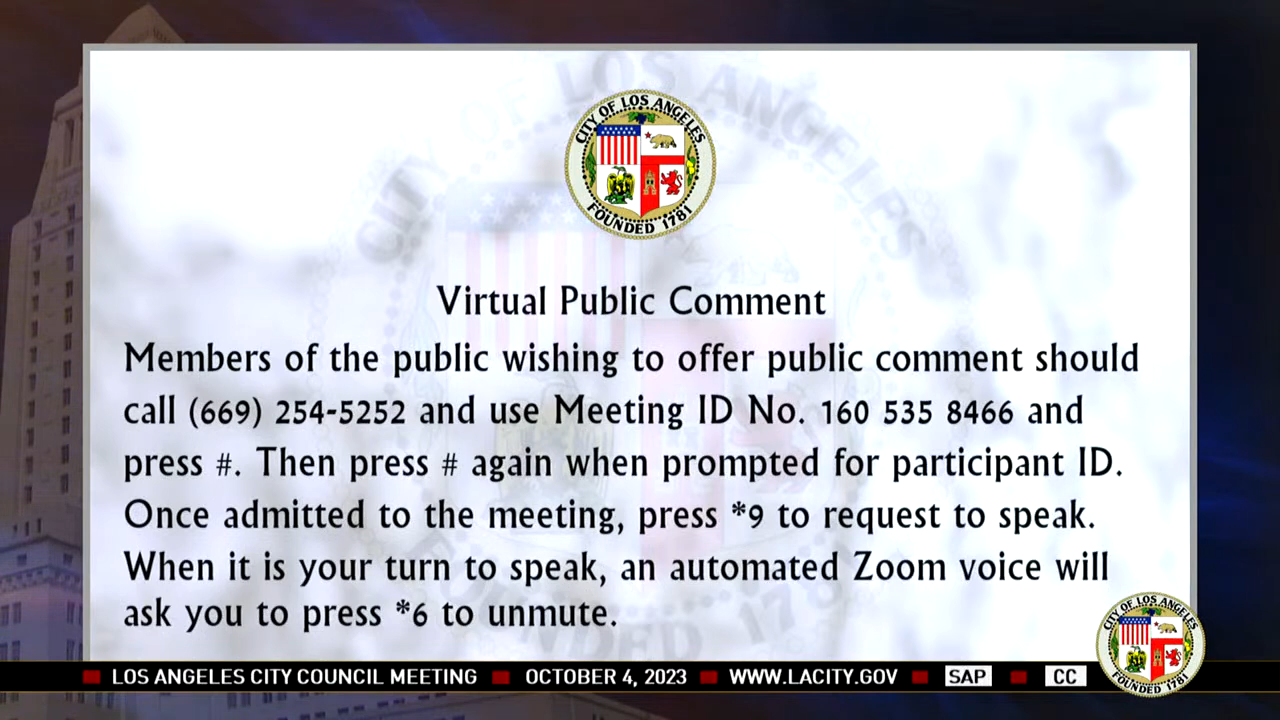 CITY OF LOS ANGELES
FOUNDED 1781
Virtual Public Comment
Members of the public wishing to offer public comment should
call (669) 254-5252 and use Meeting ID No. 160 535 8466 and
press #. Then press # again when prompted for participant ID.
Once admitted to the meeting, press *9 to request to speak.
When it is your turn to speak, an automated Zoom voice will
ask you to press *6 to unmute.
LOS ANGELES CITY COUNCIL MEETING OCTOBER 4, 2023 WWW.LACITY.GOV SAP CC
CITY OF LOS ANGELES
FOUNDED 1781